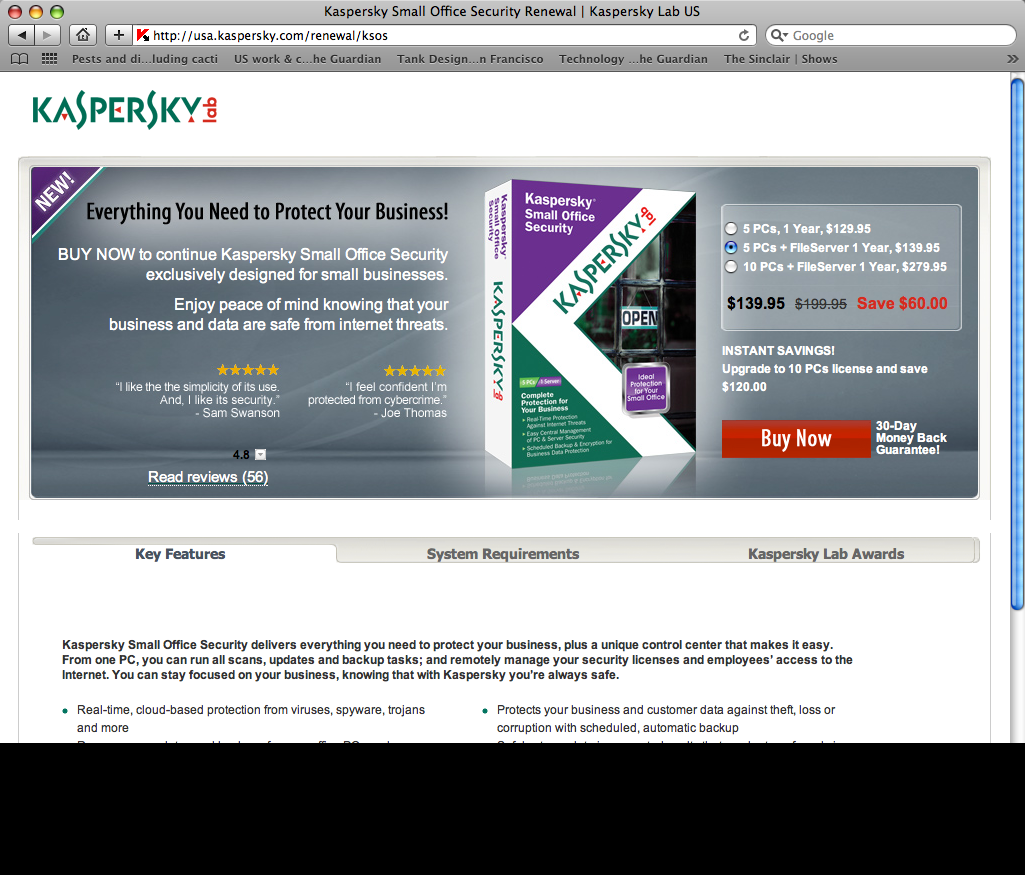 Kaspersky Small Office Security Renewal | Kaspersky Lab US
http://usa.kaspersky.com/renewal/ksos
Google
Pests and di...luding cacti US work & c...he Guardian Tank Design...n Francisco Technology ...he Guardian The Sinclair | Shows
KASPERSKY lab
NEW!
Everything You Need to Protect Your Business!
BUY NOW to continue Kaspersky Small Office Security
exclusively designed for small businesses.
Enjoy peace of mind knowing that your
business and data are safe from internet threats.
“I like the the simplicity of its use.
And, I like its security.”
- Sam Swanson
“I feel confident I’m
protected from cybercrime.”
- Joe Thomas
4.8
Read reviews (56)
Kaspersky
Small Office
Security
KASPERSKY lab
Kaspersky®
Small Office
Security
KASPERSKY lab
OPEN
Ideal
Protection
for Your
Small Office
5 PCs 1 Server
Complete
Protection for
Your Business
Real-Time Protection
Against Internet Threats
Easy Central Management
of PC & Server Security
Scheduled Backup & Encryption for
Business Data Protection
5 PCs, 1 Year, $129.95
5 PCs + FIleServer 1 Year, $139.95
10 PCs + FIleServer 1 Year, $279.95
$139.95 $199.95 Save $60.00
INSTANT SAVINGS!
Upgrade to 10 PCs license and save
$120.00
Buy Now
30-Day
Money Back
Guarantee!
Key Features System Requirements Kaspersky Lab Awards
Kaspersky Small Office Security delivers everything you need to protect your business, plus a unique control center that makes it easy.
From one PC, you can run all scans, updates and backup tasks; and remotely manage your security licenses and employees’ access to the
Internet. You can stay focused on your business, knowing that with Kaspersky you’re always safe.
Real-time, cloud-based protection from viruses, spyware, trojans
and more
Protects your business and customer data against theft, loss or
corruption with scheduled, automatic backup